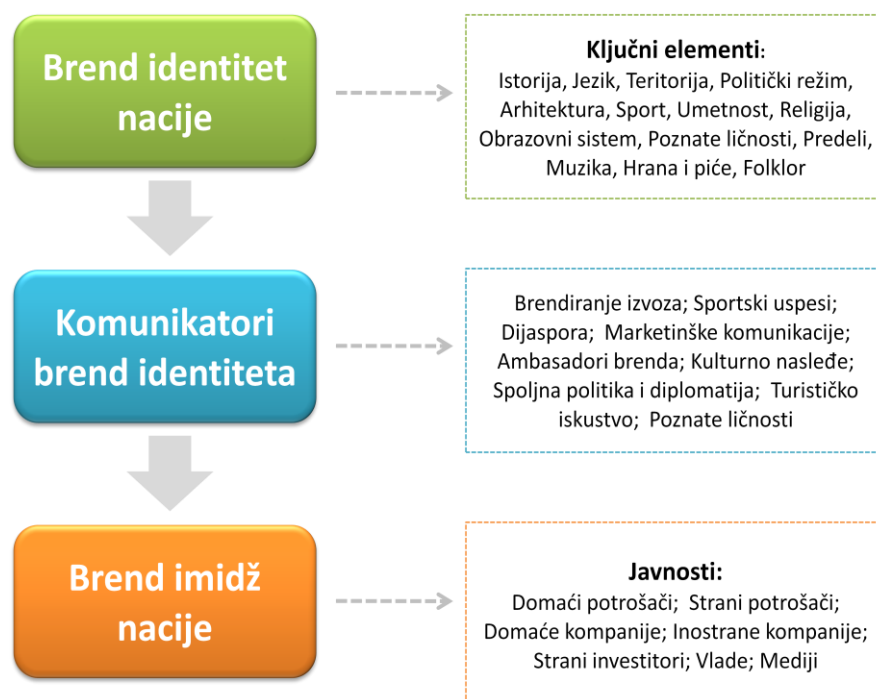 Brend identitet
nacije
Ključni elementi:
Istorija, Jezik, Teritorija, Politički režim,
Arhitektura, Sport, Umetnost, Religija,
Obrazovni sistem, Poznate ličnosti, Predeli,
Muzika, Hrana i piće, Folklor
Komunikatori
brend identiteta
Brendiranje izvoza; Sportski uspesi;
Dijaspora; Marketinške komunikacije;
Ambasadori brenda; Kulturno nasleđe;
Spoljna politika i diplomatija; Turističko
iskustvo; Poznate ličnosti
Brend imidž
nacije
Javnosti:
Domaći potrošači; Strani potrošači;
Domaće kompanije; Inostrane kompanije;
Strani investitori; Vlade; Mediji